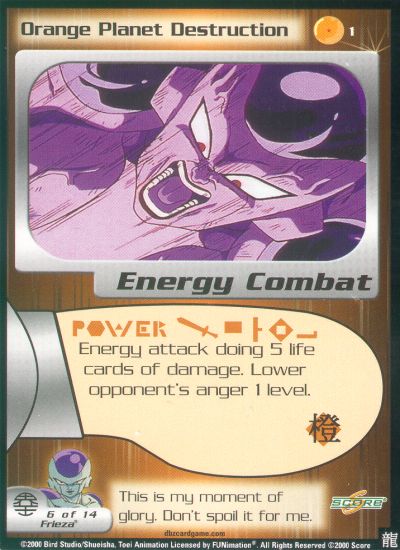 Orange Planet Destruction 1
Energy Combat
POWER
Energy attack doing 5 life
cards of damage. Lower
opponent's anger 1 level.
橙
6 of 14
Frieza®
This is my moment of
glory. Don't spoil it for me.
SCORE
dbzcardgame.com
龍
©2000 Bird Studio/Shueisha, Toei Animation Licensed by FUNimation®. All Rights Reserved ©2000 Score